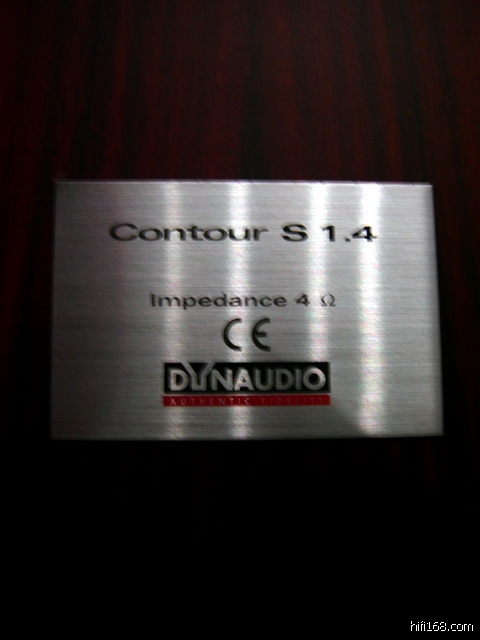 Contour S 1.4
Impedance 4 Ω
CE
DYNAUDIO
AUTHENTIC FIDELITY
hifi168.com